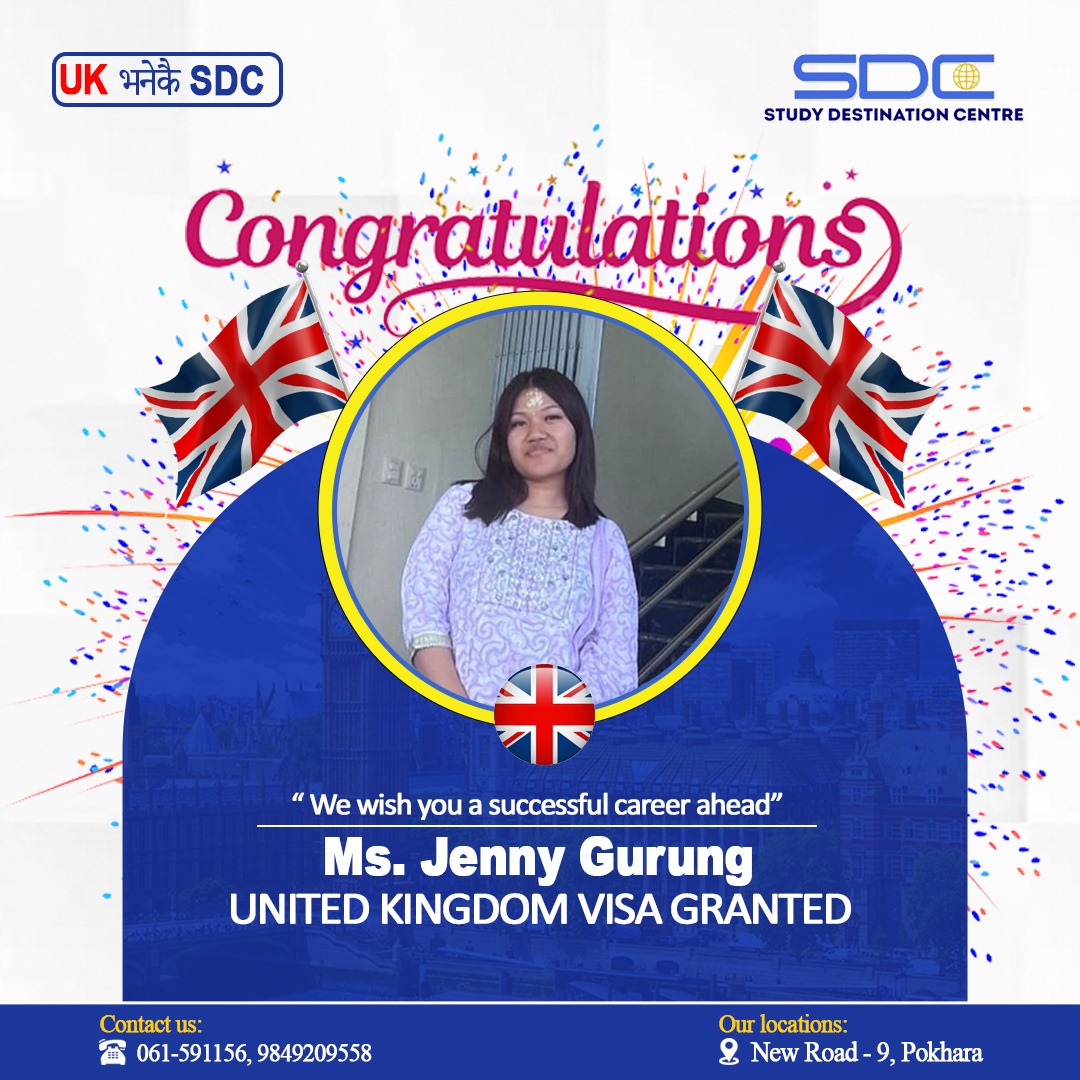 UK भनेकै SDC
SDC
STUDY DESTINATION CENTRE
Congratulations
“ We wish you a successful career ahead”
Ms. Jenny Gurung
UNITED KINGDOM VISA GRANTED
Contact us:
061-591156, 9849209558
Our locations:
New Road - 9, Pokhara